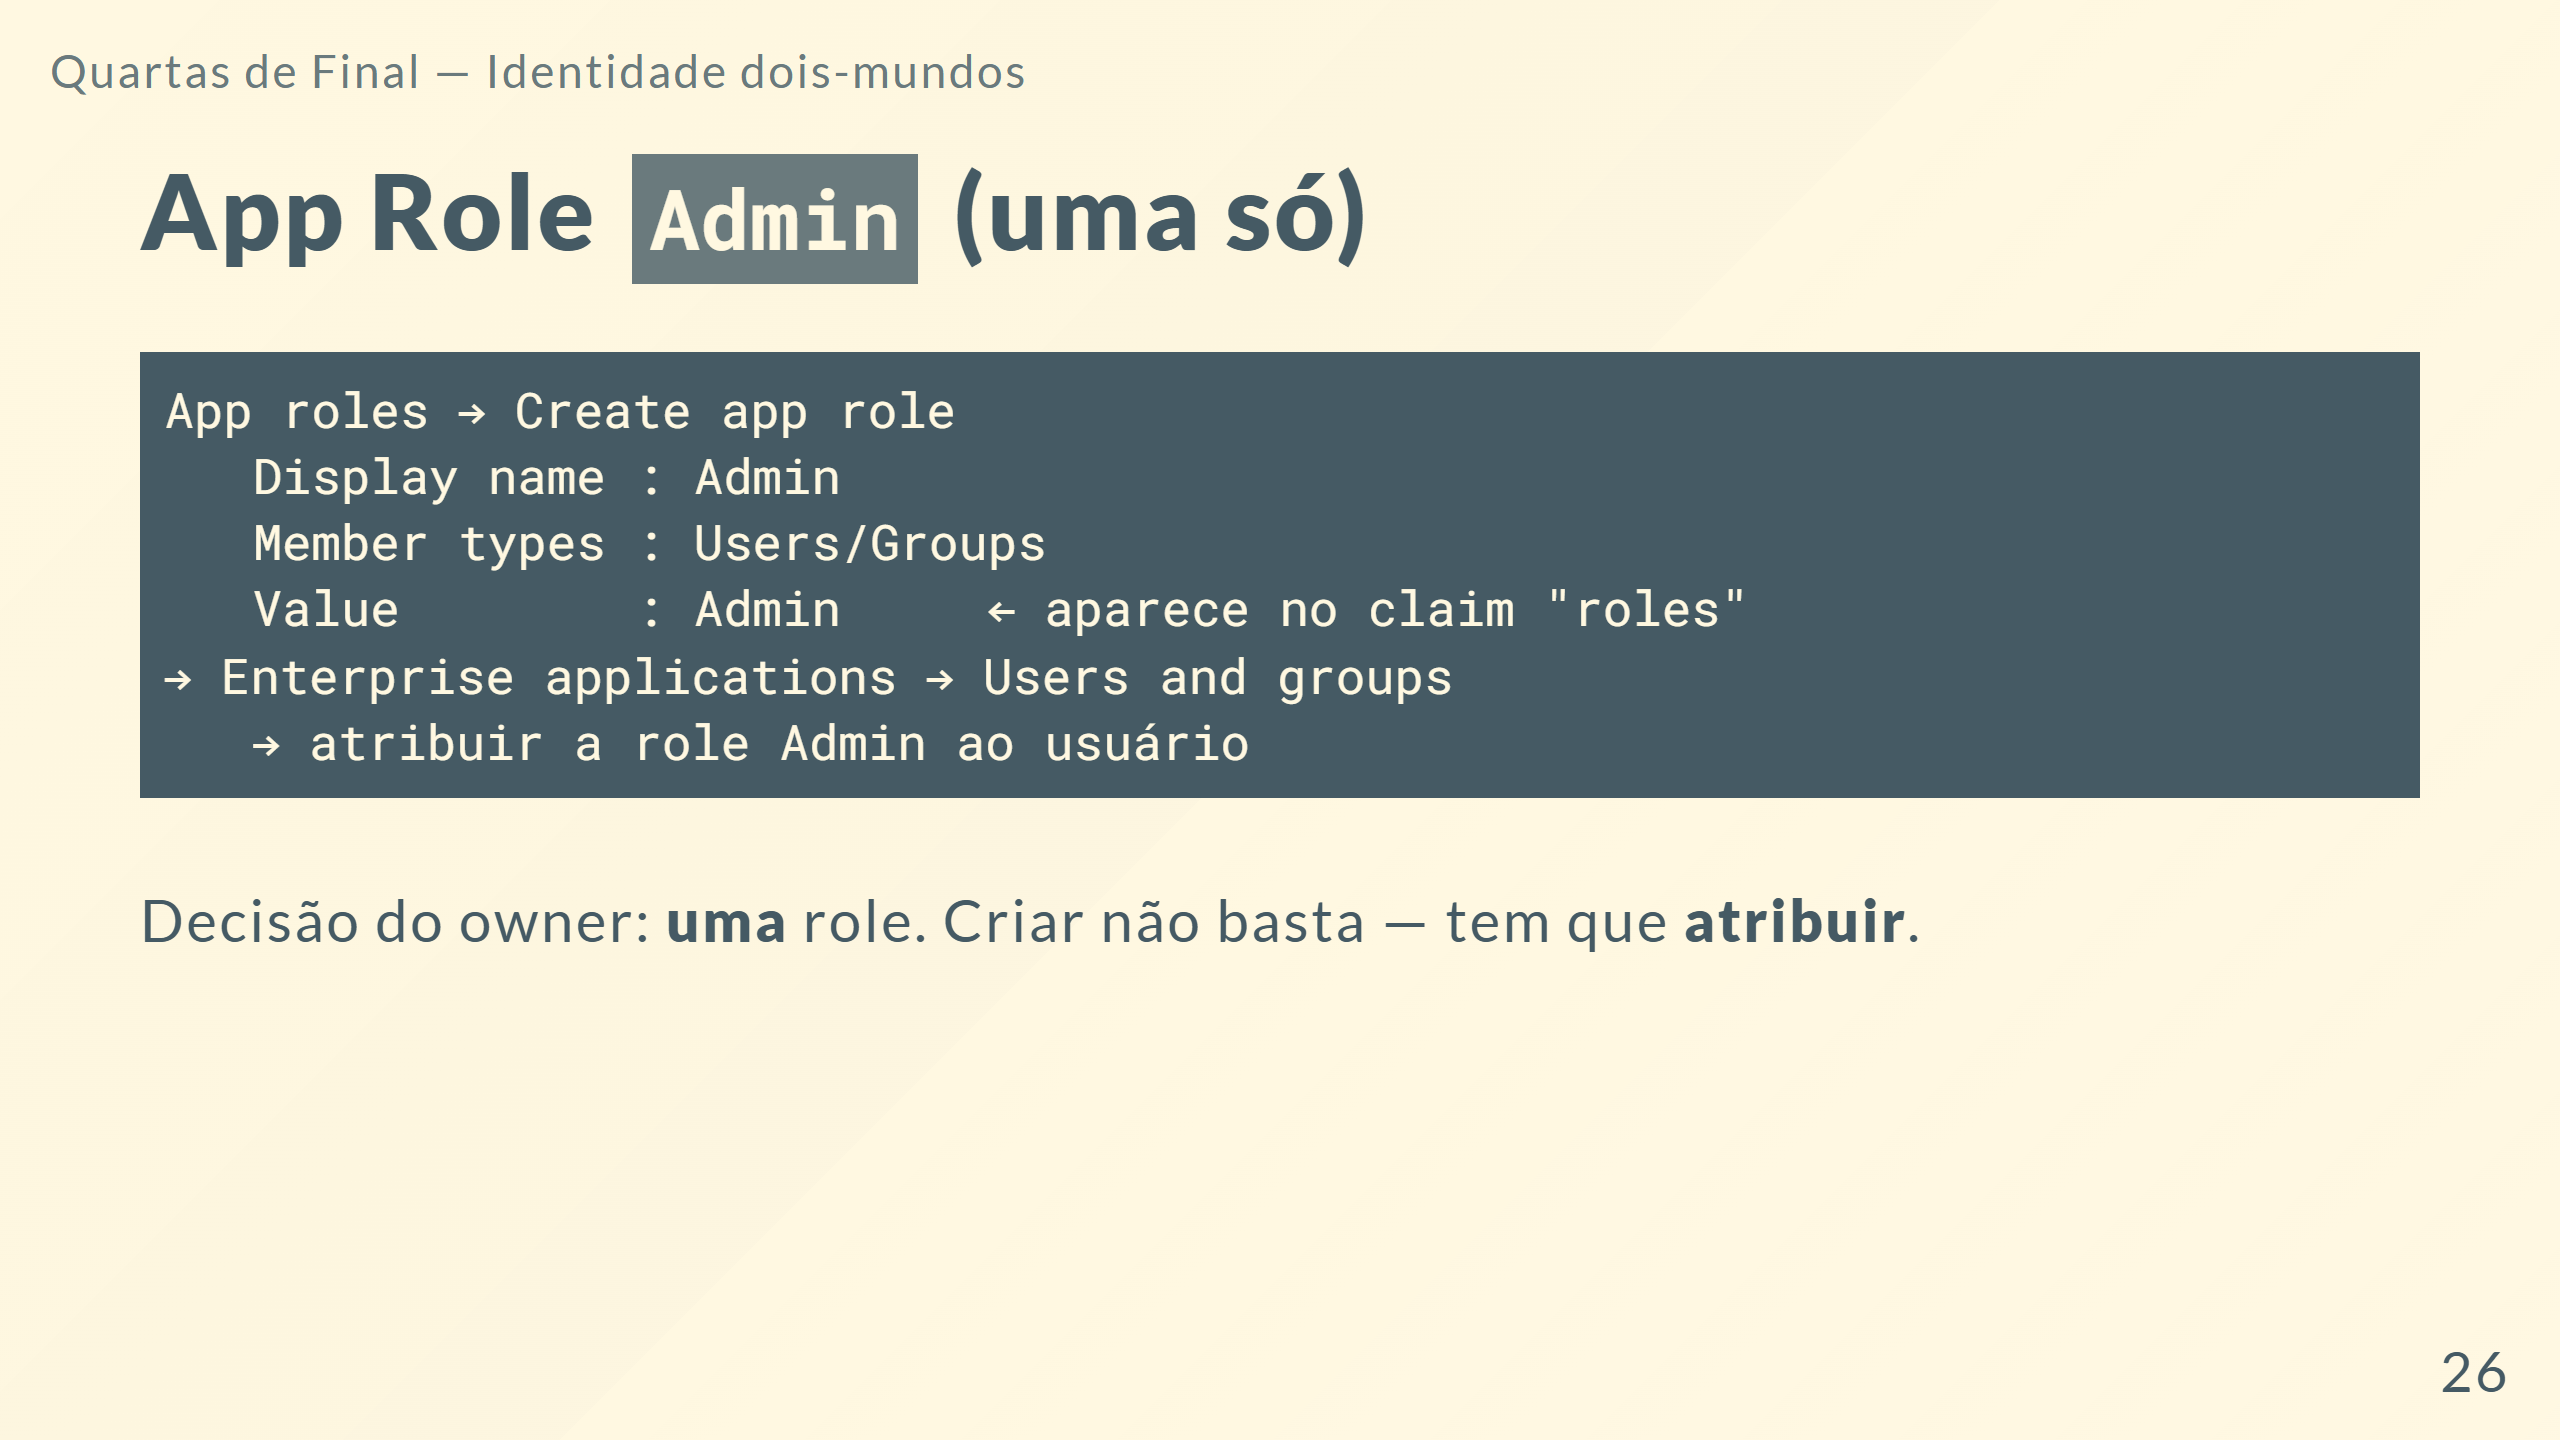 Quartas de Final — Identidade dois-mundos
App Role Admin (uma só)
App roles → Create app role
   Display name : Admin
   Member types : Users/Groups
   Value        : Admin     ← aparece no claim "roles"
→ Enterprise applications → Users and groups
   → atribuir a role Admin ao usuário
Decisão do owner: uma role. Criar não basta — tem que atribuir.
26